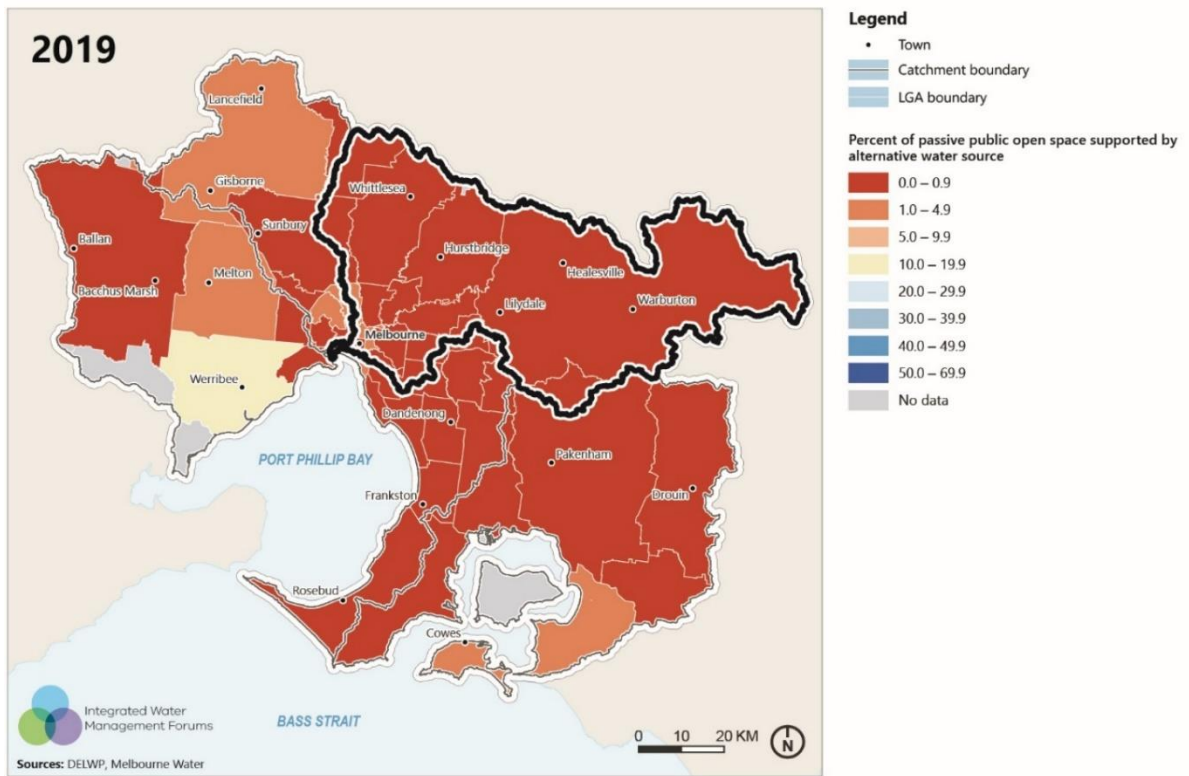 2019
Lancefield
Gisborne
Whittlesea
Sunbury
Ballan
Hurstbridge
Healesville
Melton
Bacchus Marsh
Lilydale
Warburton
Melbourne
Werribee
Dandenong
PORT PHILLIP BAY
Pakenham
Frankston
Drouin
Rosebud
Cowes
BASS STRAIT
Integrated Water
Management Forums
Sources: DELWP, Melbourne Water
0 10 20 KM
N
Legend
Town
Catchment boundary
LGA boundary
Percent of passive public open space supported by
alternative water source
0.0 – 0.9
1.0 – 4.9
5.0 – 9.9
10.0 – 19.9
20.0 – 29.9
30.0 – 39.9
40.0 – 49.9
50.0 – 69.9
No data